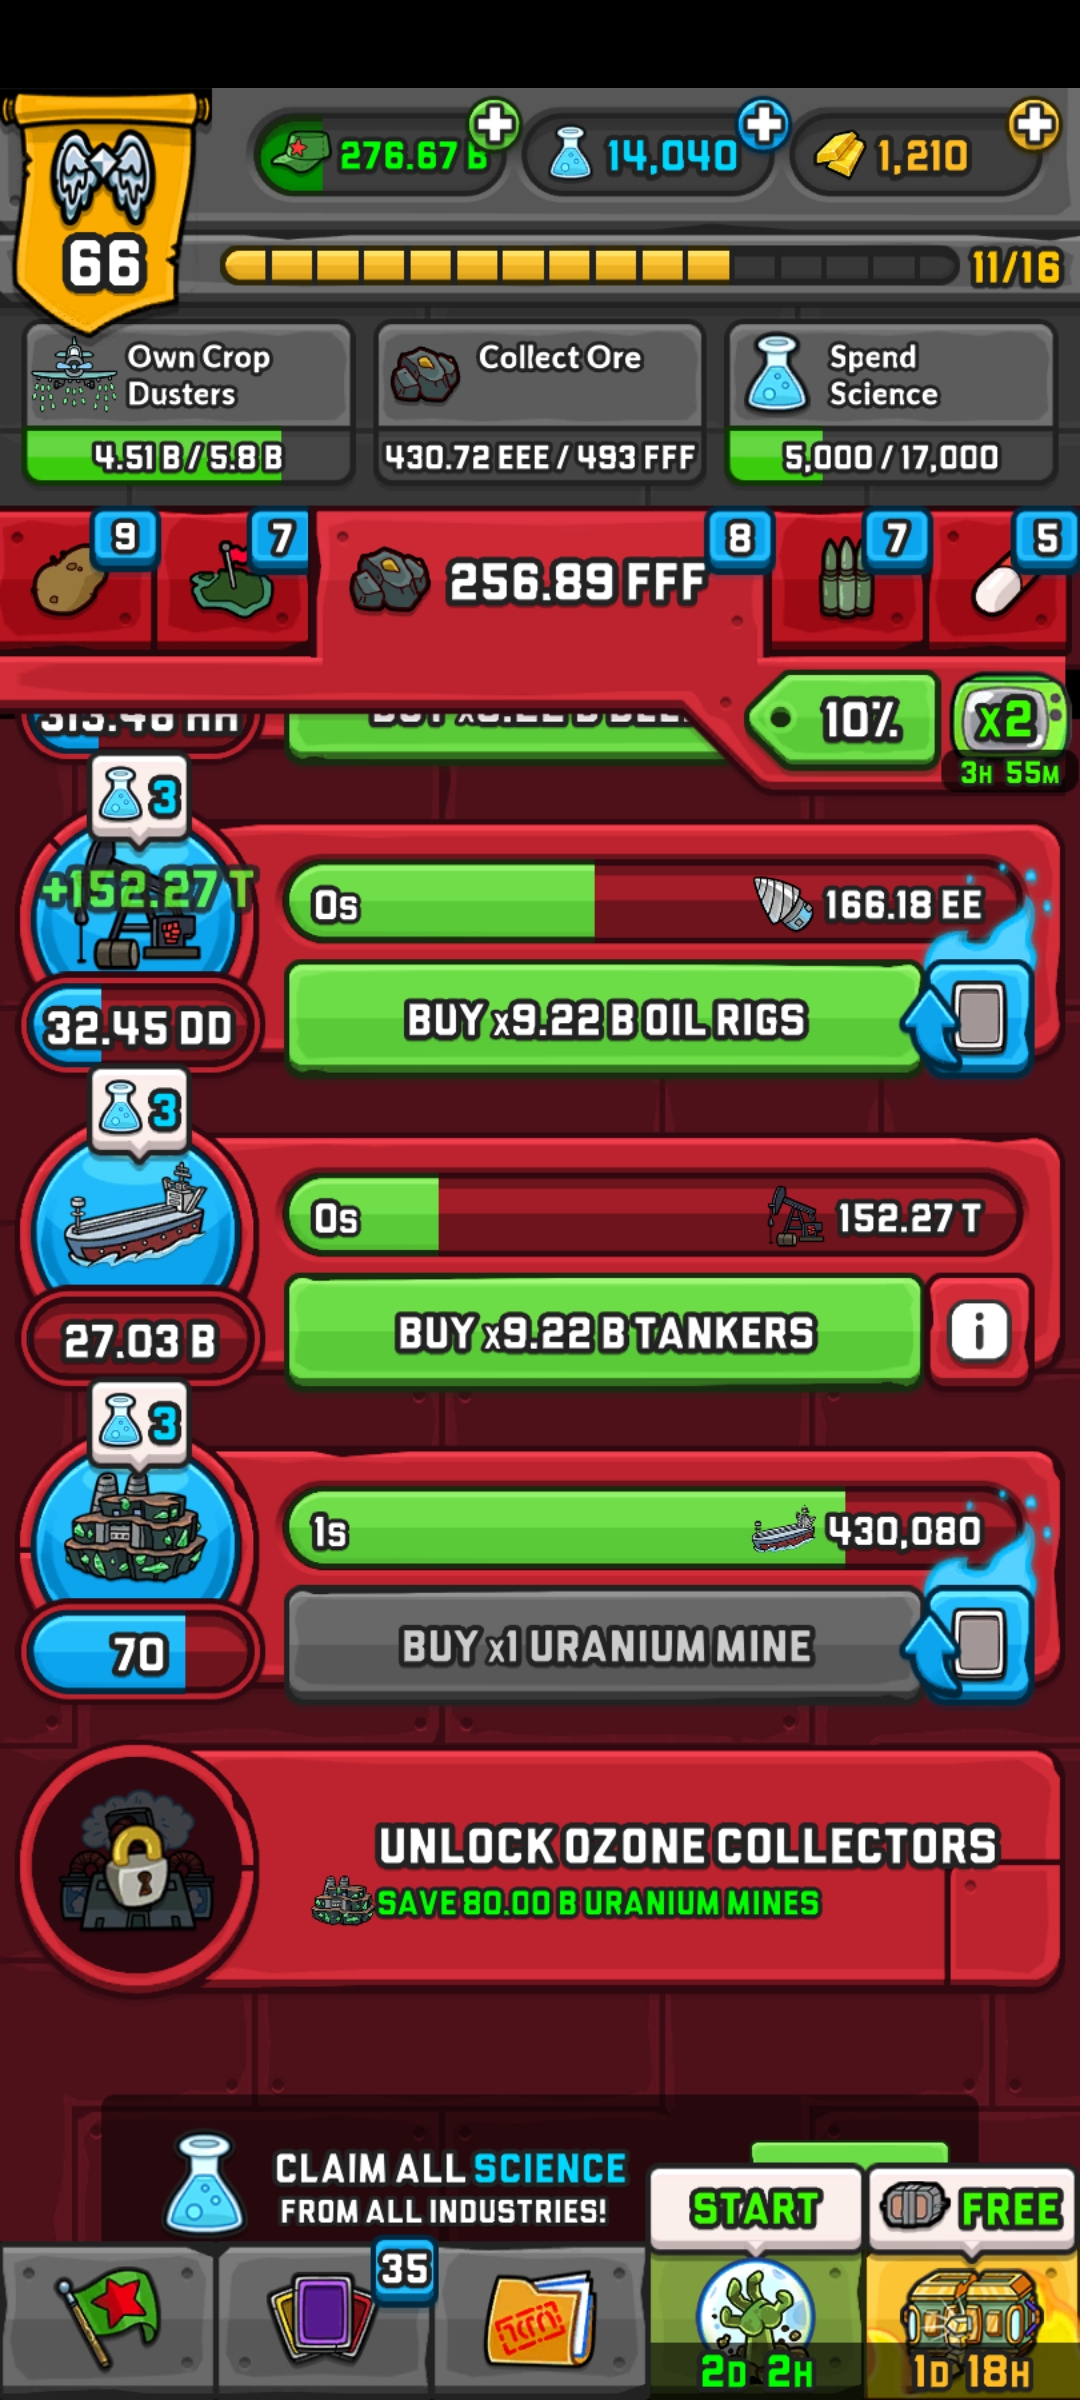 276.67 B
14,040
1,210
66
11/16
Own Crop
Dusters
4.51 B / 5.8 B
Collect Ore
430.72 EEE / 493 FFF
Spend
Science
5,000 / 17,000
9
7
256.89 FFF
8
7
5
10%
x2
3H 55M
3
+152.27 T
0s
166.18 EE
32.45 DD
BUY x9.22 B OIL RIGS
3
0s
152.27 T
27.03 B
BUY x9.22 B TANKERS
i
3
1s
430,080
70
BUY x1 URANIUM MINE
UNLOCK OZONE COLLECTORS
SAVE 80.00 B URANIUM MINES
CLAIM ALL SCIENCE
FROM ALL INDUSTRIES!
START
FREE
35
2D 2H
1D 18H